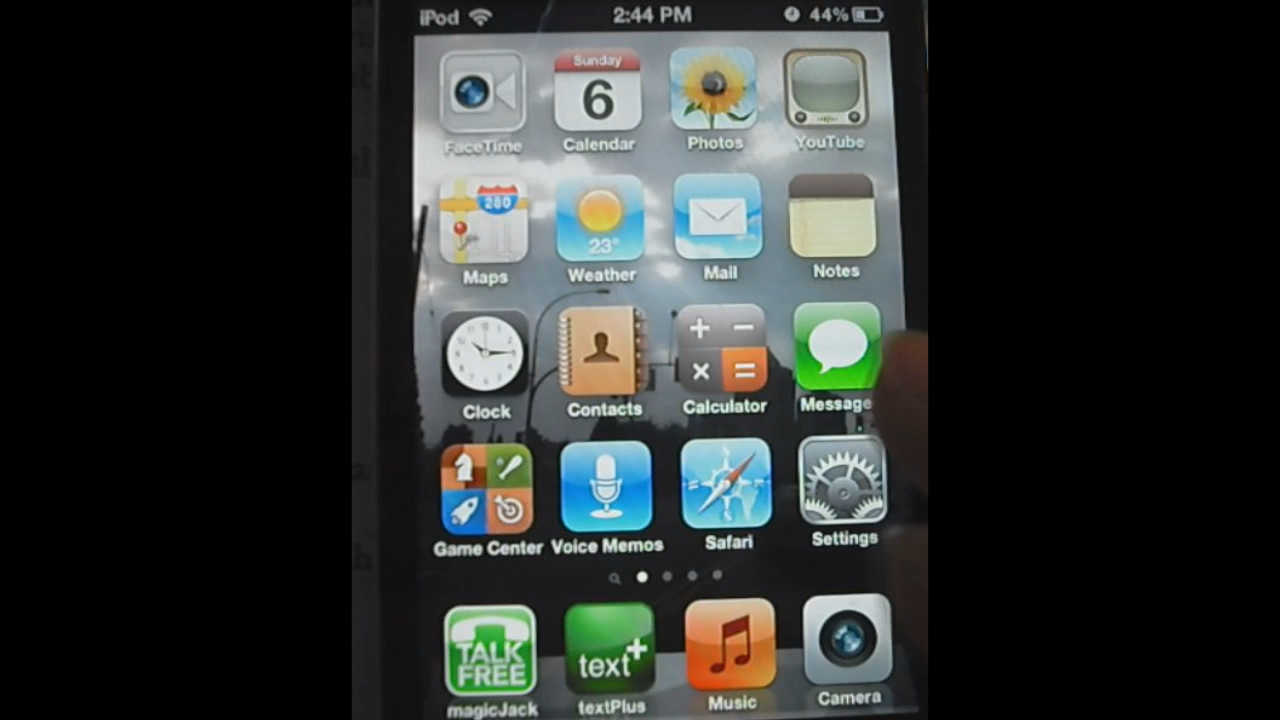 iPod 2:44 PM 44%
Sunday
6
FaceTime Calendar Photos YouTube
280
23°
Maps Weather Mail Notes
+ −
× =
Clock Contacts Calculator Message
Game Center Voice Memos Safari Settings
TALK
FREE
text+
magicJack textPlus Music Camera